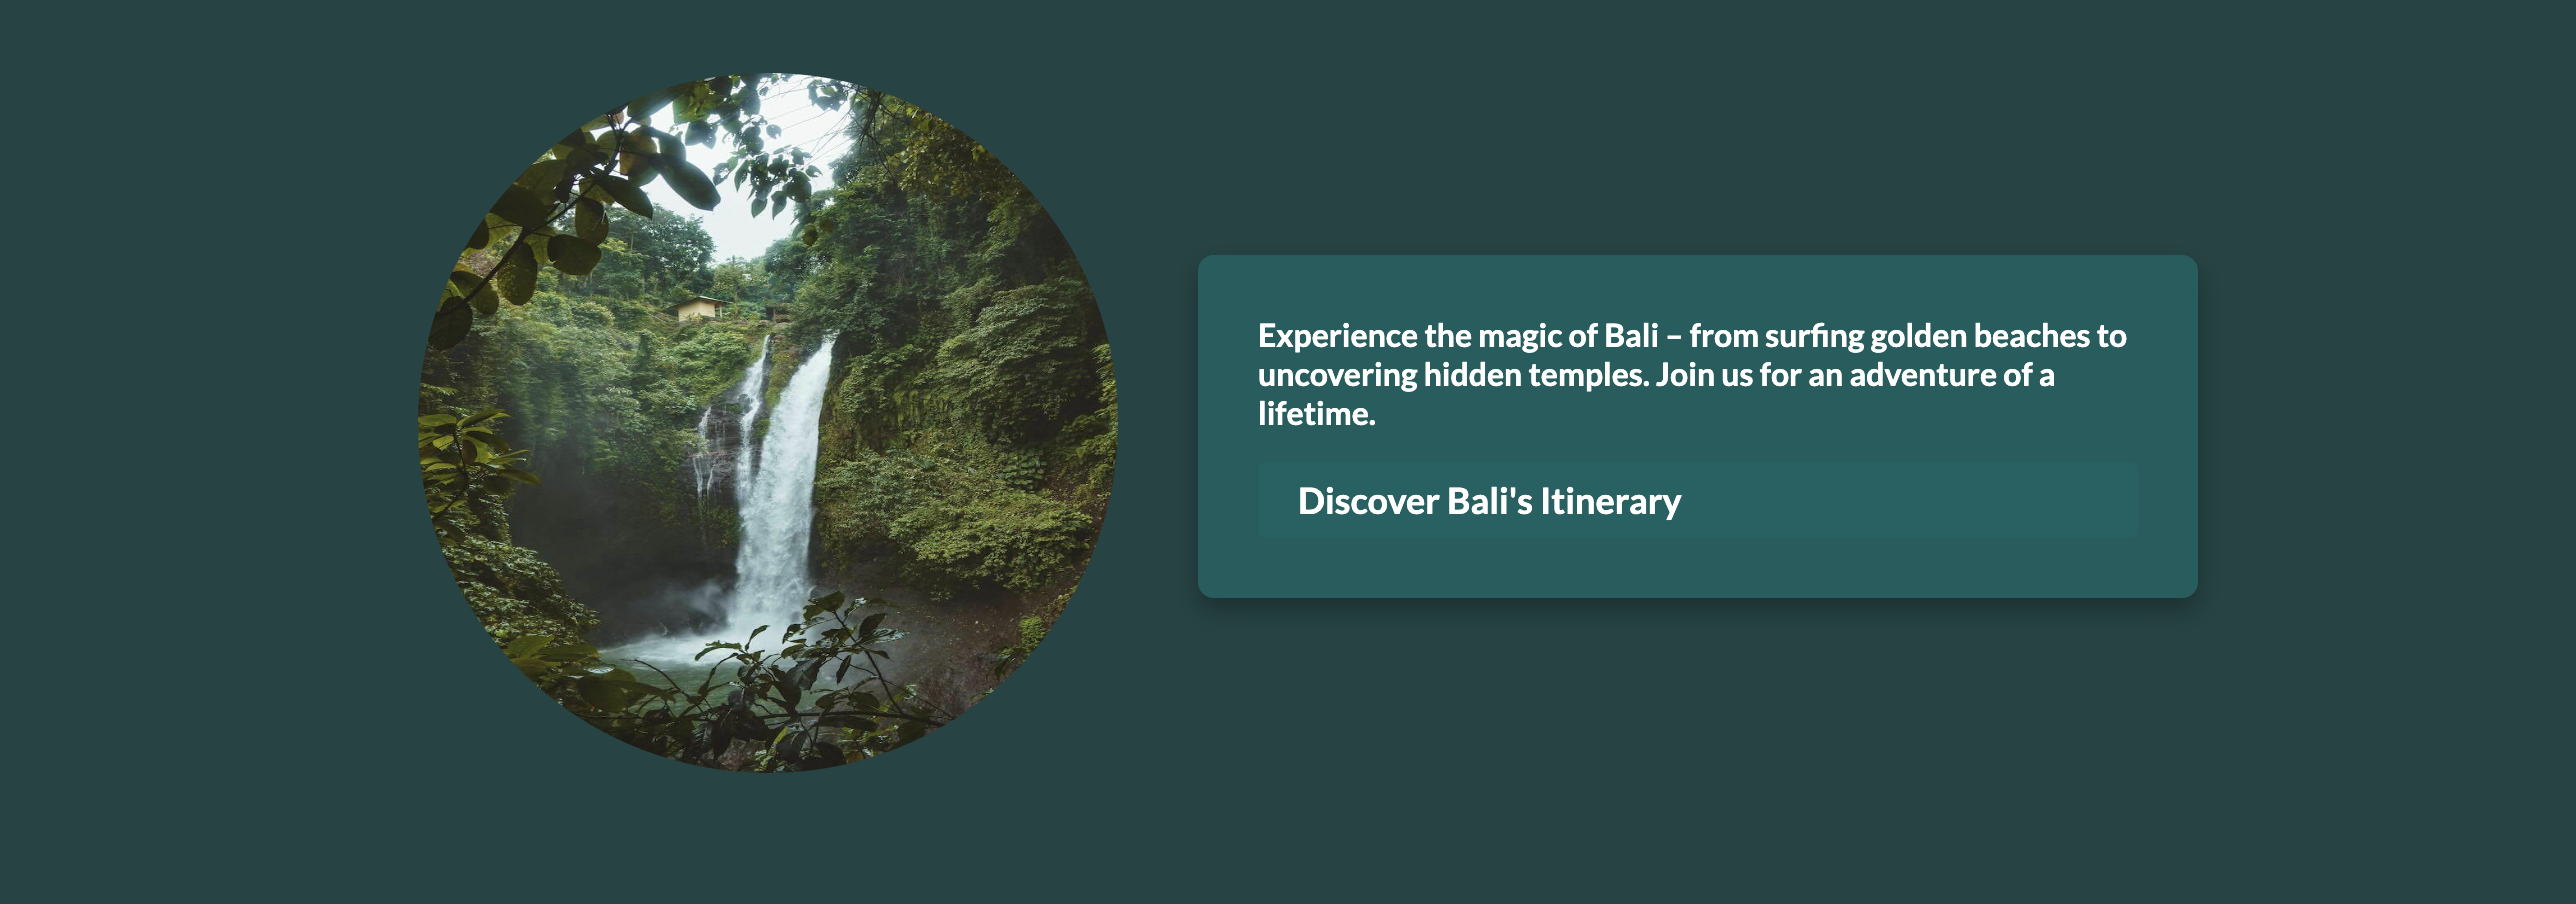 Experience the magic of Bali – from surfing golden beaches to
uncovering hidden temples. Join us for an adventure of a
lifetime.
Discover Bali's Itinerary